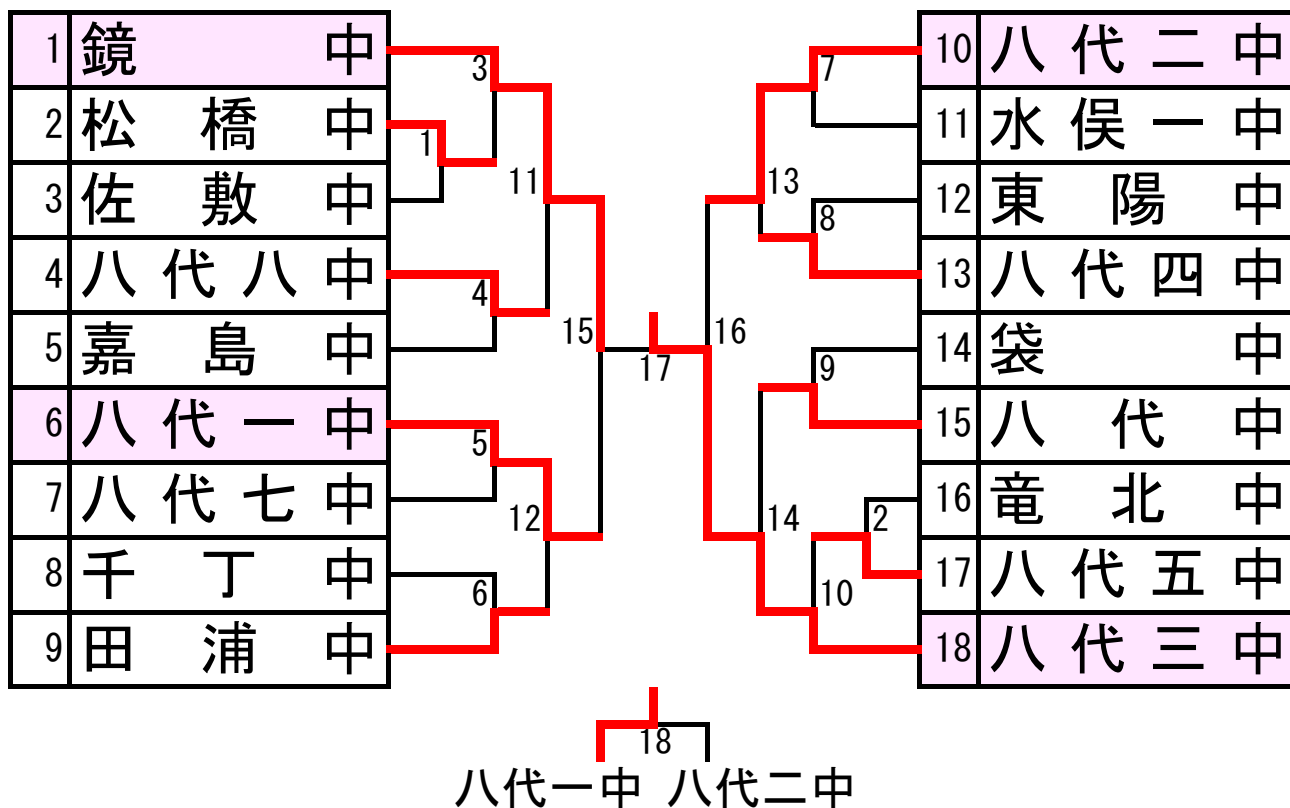 1 鏡 中
2 松 橋 中
3 佐 敷 中
4 八 代 八 中
5 嘉 島 中
6 八 代 一 中
7 八 代 七 中
8 千 丁 中
9 田 浦 中
3
1
11
4
15
5
12
6
17
7
13
8
16
9
14
2
10
10 八 代 二 中
11 水 俣 一 中
12 東 陽 中
13 八 代 四 中
14 袋 中
15 八 代 中
16 竜 北 中
17 八 代 五 中
18 八 代 三 中
18
八代一中 八代二中